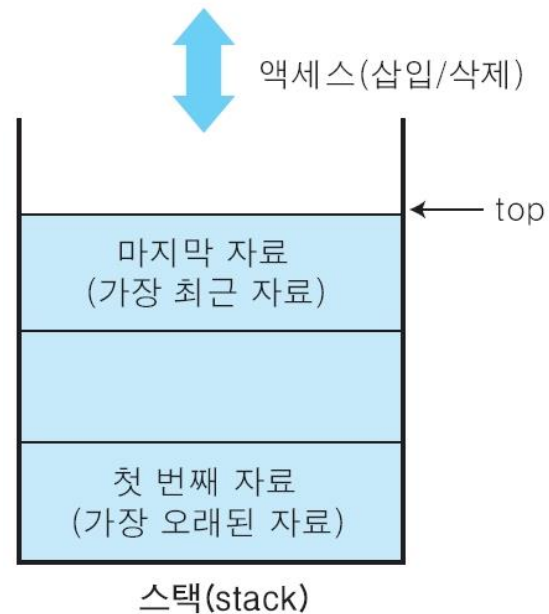 액세스(삽입/삭제)
top
마지막 자료
(가장 최근 자료)
첫 번째 자료
(가장 오래된 자료)
스택(stack)